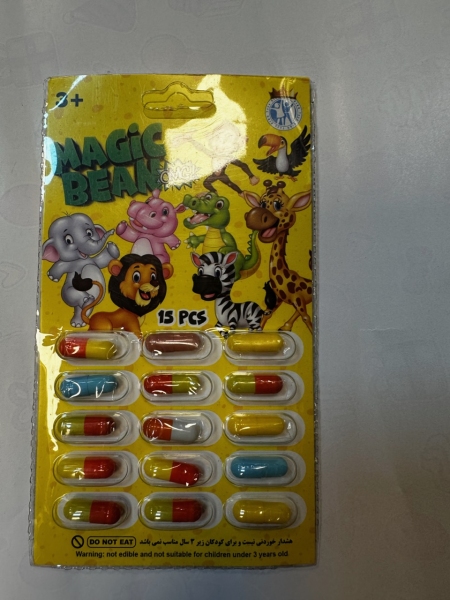 3+
MAGIC
BEAN
15 PCS
DO NOT EAT
هشدار خوردنی نیست و برای کودکان زیر ۳ سال مناسب نمی باشد
Warning: not edible and not suitable for children under 3 years old.